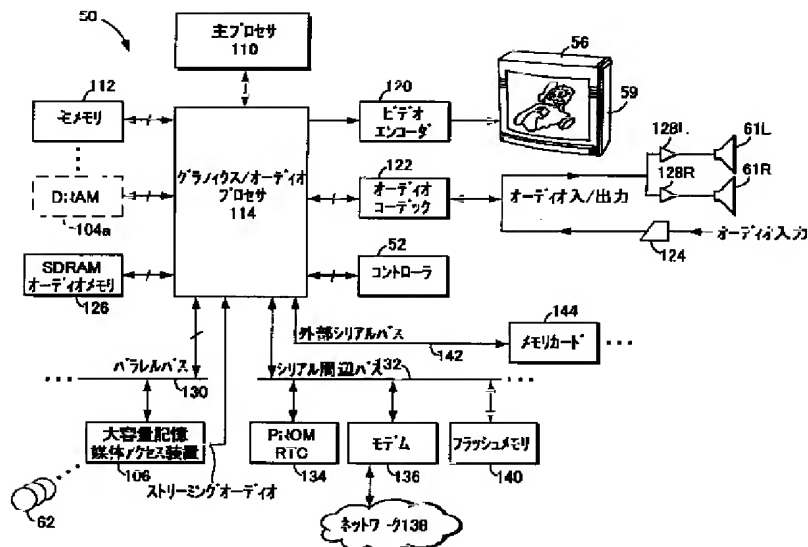 50
主プロセサ
110
56
112
主メモリ
120
ビデオ
エンコーダ
59
128L
61L
グラフィクス/オーディオ
プロセサ
114
122
オーディオ
コーデック
オーディオ入/出力
128R
61R
DRAM
104a
オーディオ入力
124
SDRAM
オーディオメモリ
126
52
コントローラ
144
メモリカード
外部シリアルバス
142
パラレルバス
130
シリアル周辺バス
132
大容量記憶
媒体アクセス装置
106
PROM
RTC
134
モデム
136
フラッシュメモリ
140
ストリーミングオーディオ
62
ネットワーク138